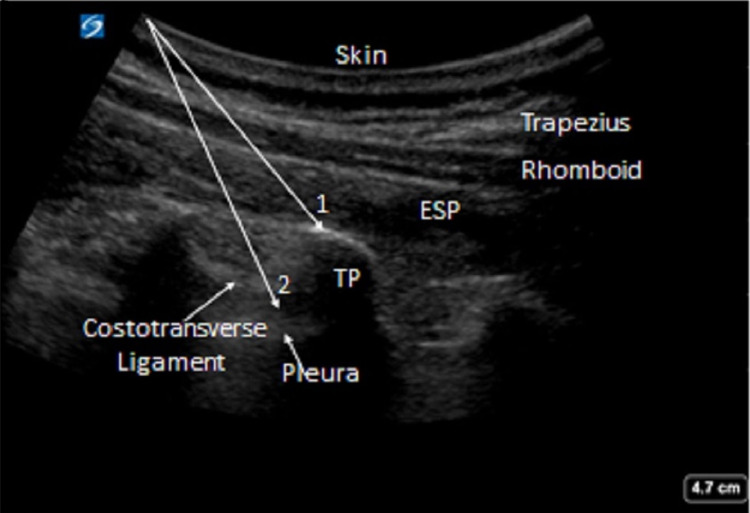 Skin
Trapezius
Rhomboid
1
ESP
TP
2
Costotransverse
Ligament
Pleura
4.7 cm